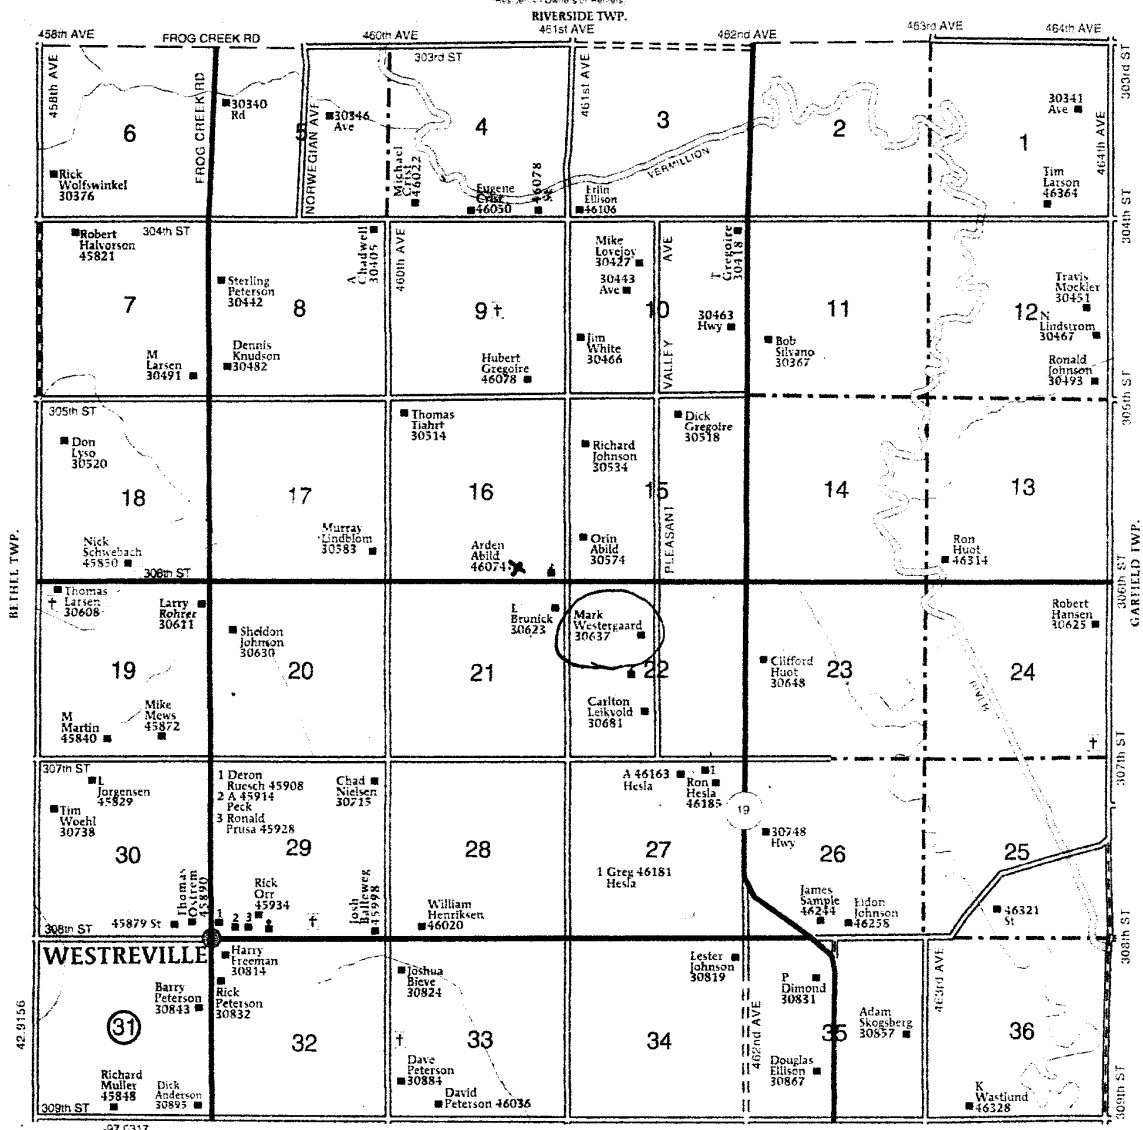 RIVERSIDE TWP.
458th AVE
FROG CREEK RD
460th AVE
461st AVE
462nd AVE
463rd AVE
464th AVE
303rd ST
303rd ST
458th AVE
FROG CREEK RD
NORWEGIAN AVE
461st AVE
464th AVE
6
30340
Rd
5
30346
Ave
4
3
2
1
30341
Ave
Rick
Wolfswinkel
30376
Michael
Crist
46022
Eugene
Crist
46050
46078
St
Erlin
Ellison
46106
VERMILLION
Tim
Larson
46364
304th ST
304th ST
Robert
Halvorson
45821
7
M
Larsen
30491
Sterling
Peterson
30442
8
Dennis
Knudson
30482
A
Chadwell
30405
460th AVE
9
Hubert
Gregoire
46078
Mike
Lovejoy
30427
30443
Ave
10
Jim
White
30466
VALLEY AVE
T
Gregoire
30418
30463
Hwy
Bob
Silvano
30367
11
12
Travis
Mockler
30451
N
Lindstrom
30467
Ronald
Johnson
30493
305th ST
305th ST
Don
Lyso
30520
18
Nick
Schwebach
45850
17
Murray
Lindblom
30583
Thomas
Tiahrt
30514
16
Arden
Abild
46074
Richard
Johnson
30534
15
Orin
Abild
30574
PLEASANT
Dick
Gregoire
30518
14
13
Ron
Huot
46314
BETHEL TWP.
GARFIELD TWP.
306th ST
306th ST
Thomas
Larsen
30608
Larry
Rohrer
30611
19
M
Martin
45840
Mike
Mews
45872
Sheldon
Johnson
30630
20
21
L
Brunick
30623
Mark
Westergaard
30637
22
Carlton
Leikvold
30681
Clifford
Huot
30648
23
24
Robert
Hansen
30625
307th ST
307th ST
L
Jorgensen
45829
Tim
Woehl
30738
30
Thomas
Ostrem
45890
45879 St
1 Deron
Ruesch 45908
2 A 45914
Peck
3 Ronald
Prusa 45928
Chad
Nielsen
30715
29
Rick
Orr
45934
Josh
Balleweg
45998
1
2
3
28
William
Henriksen
46020
A 46163
Hesla
1
Ron
Hesla
46185
27
1 Greg 46181
Hesla
19
30748
Hwy
26
James
Sample
46244
Eldon
Johnson
46258
25
46321
St
308th ST
308th ST
WESTREVILLE
Harry
Freeman
30814
Barry
Peterson
30843
Rick
Peterson
30832
31
Richard
Muller
45848
Dick
Anderson
30895
32
Joshua
Bieve
30824
33
Dave
Peterson
30884
David
Peterson 46036
34
Lester
Johnson
30819
462nd AVE
P
Dimond
30831
35
Douglas
Ellison
30867
Adam
Skogsberg
30857
463rd AVE
36
K
Wastlund
46328
309th ST
309th ST
42.9156
-97.0317